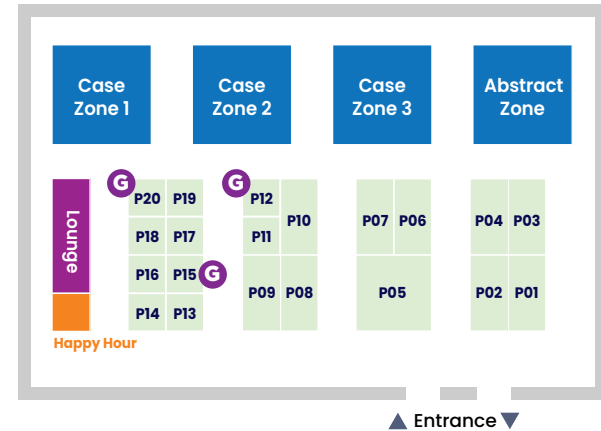 Case
Zone 1
Case
Zone 2
Case
Zone 3
Abstract
Zone
Lounge
Happy Hour
G
P20 P19
P18 P17
P16 P15 G
P14 P13
G
P12
P11
P10
P09 P08
P07 P06
P05
P04 P03
P02 P01
Entrance